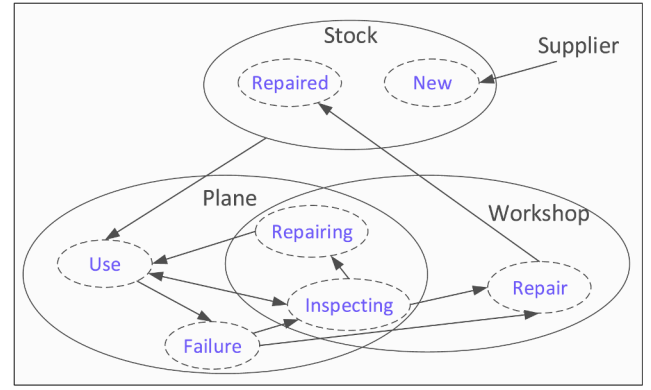 Stock
Supplier
Repaired
New
Plane
Workshop
Repairing
Use
Inspecting
Repair
Failure